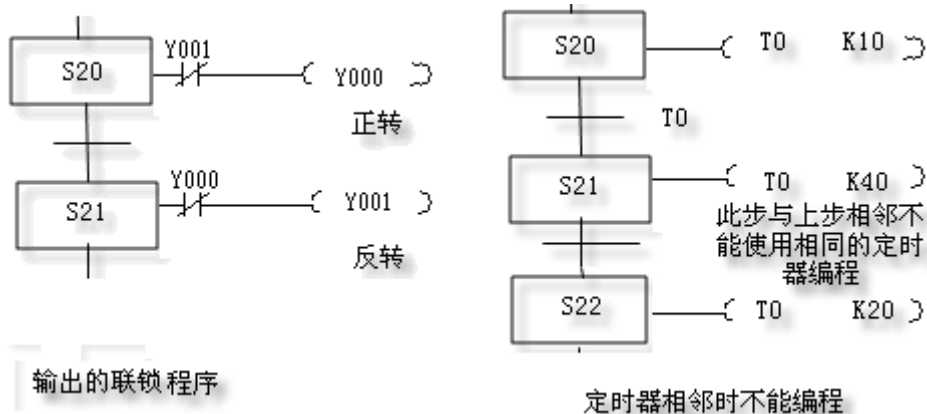 Y001
S20
Y000
正转
Y000
S21
Y001
反转
输出的联锁程序
S20
T0 K10
T0
S21
T0 K40
此步与上步相邻不
能使用相同的定时
器编程
S22
T0 K20
定时器相邻时不能编程